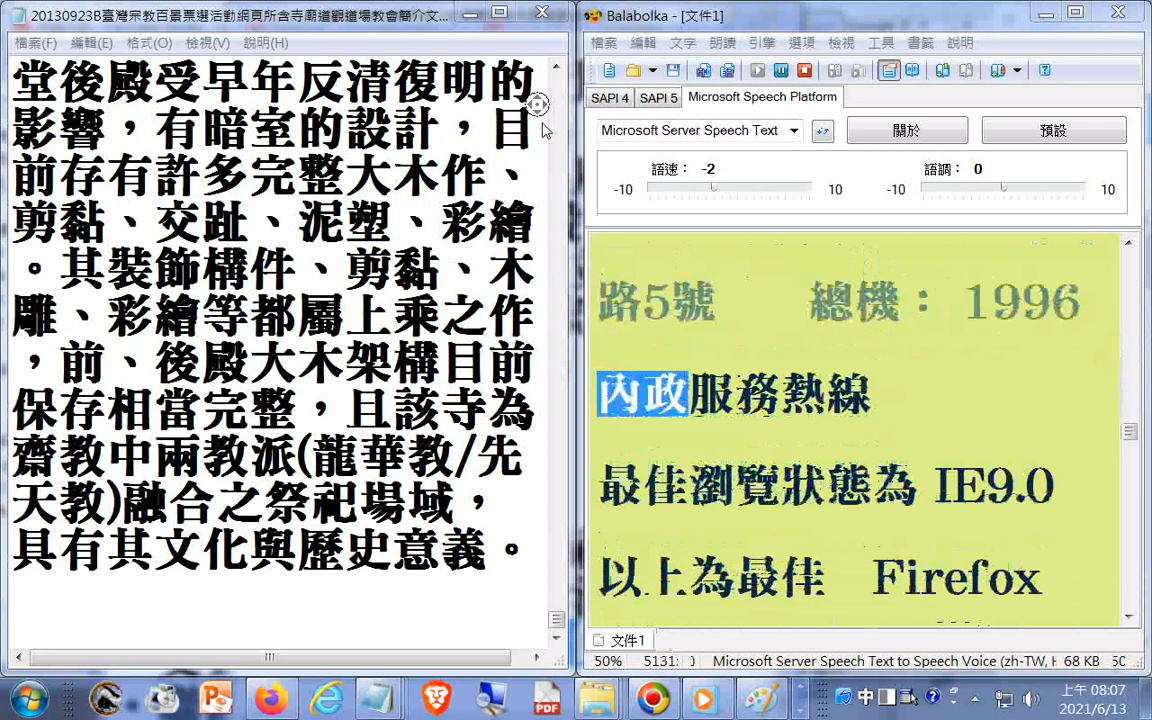 20130923B臺灣宗教百景票選活動網頁所含寺廟道觀道場教會簡介文...
檔案(F) 編輯(E) 格式(O) 檢視(V) 說明(H)
堂後殿受早年反清復明的
影響，有暗室的設計，目
前存有許多完整大木作、
剪黏、交趾、泥塑、彩繪
。其裝飾構件、剪黏、木
雕、彩繪等都屬上乘之作
，前、後殿大木架構目前
保存相當完整，且該寺為
齋教中兩教派(龍華教/先
天教)融合之祭祀場域，
具有其文化與歷史意義。
Balabolka - [文件1]
檔案 編輯 文字 朗讀 引擎 選項 檢視 工具 書籤 說明
SAPI 4 SAPI 5 Microsoft Speech Platform
Microsoft Server Speech Text 關於 預設
語速： -2 語調： 0
-10 10 -10 10
路5號 總機： 1996
內政服務熱線
最佳瀏覽狀態為 IE9.0
以上為最佳 Firefox
文件1
50% 5131: Microsoft Server Speech Text to Speech Voice (zh-TW, H 68 KB
PDF
中
上午 08:07
2021/6/13